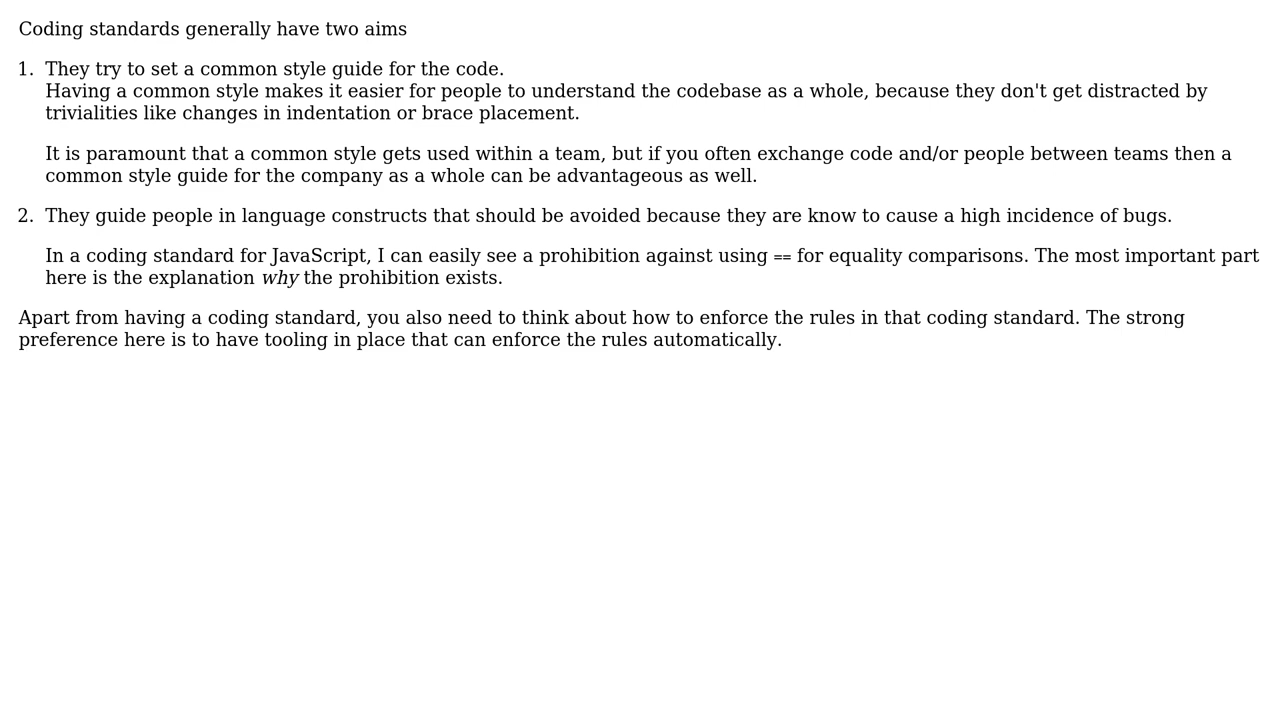 Coding standards generally have two aims
1. They try to set a common style guide for the code.
Having a common style makes it easier for people to understand the codebase as a whole, because they don't get distracted by
trivialities like changes in indentation or brace placement.
It is paramount that a common style gets used within a team, but if you often exchange code and/or people between teams then a
common style guide for the company as a whole can be advantageous as well.
2. They guide people in language constructs that should be avoided because they are know to cause a high incidence of bugs.
In a coding standard for JavaScript, I can easily see a prohibition against using == for equality comparisons. The most important part
here is the explanation why the prohibition exists.
Apart from having a coding standard, you also need to think about how to enforce the rules in that coding standard. The strong
preference here is to have tooling in place that can enforce the rules automatically.